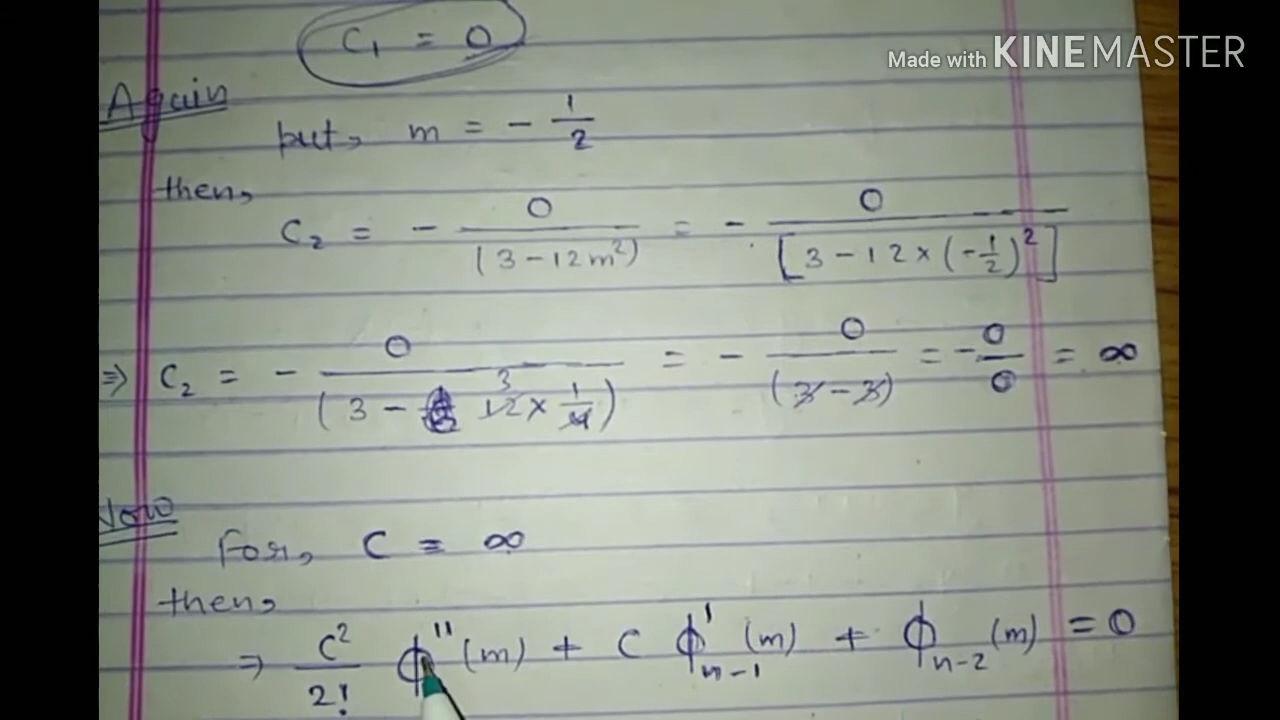 C₁ = 0
Made with KINEMASTER
Again
put, m = - 1/2
then,
C₂ = - 0/(3-12m²) = - 0/[3-12×(-1/2)²]
⇒ C₂ = - 0/(3- 12 3 × 1/4) = - 0/(3-3) = - 0/0 = ∞
Now
For, C = ∞
then,
⇒ C²/2! ϕ''(m) + C ϕ'ₙ₋₁(m) + ϕₙ₋₂(m) = 0